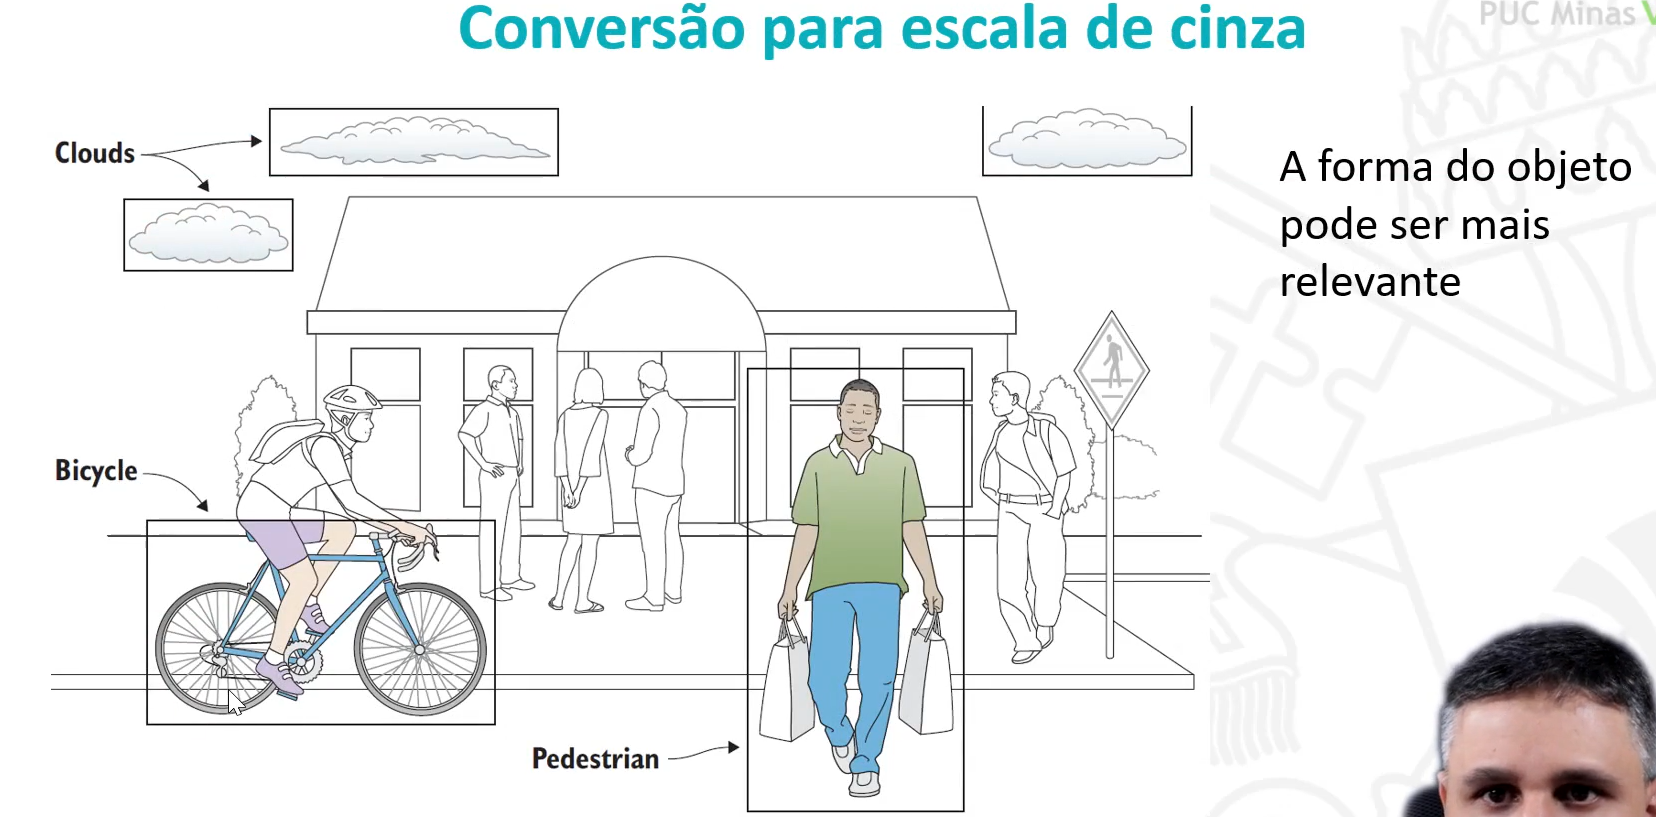 Conversão para escala de cinza
PUC Minas
Clouds
A forma do objeto
pode ser mais
relevante
Bicycle
Pedestrian